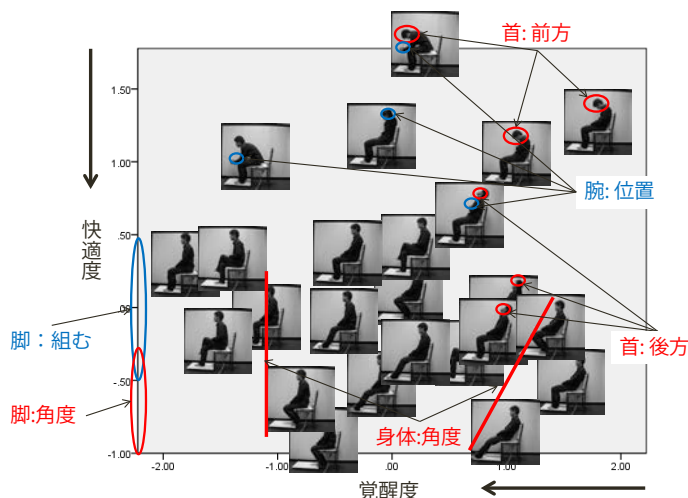 首: 前方
1.50
1.00
腕: 位置
快適度
.50
.00
脚：組む
首: 後方
-.50
脚:角度
身体:角度
-1.00
-2.00
-1.00
.00
1.00
2.00
覚醒度